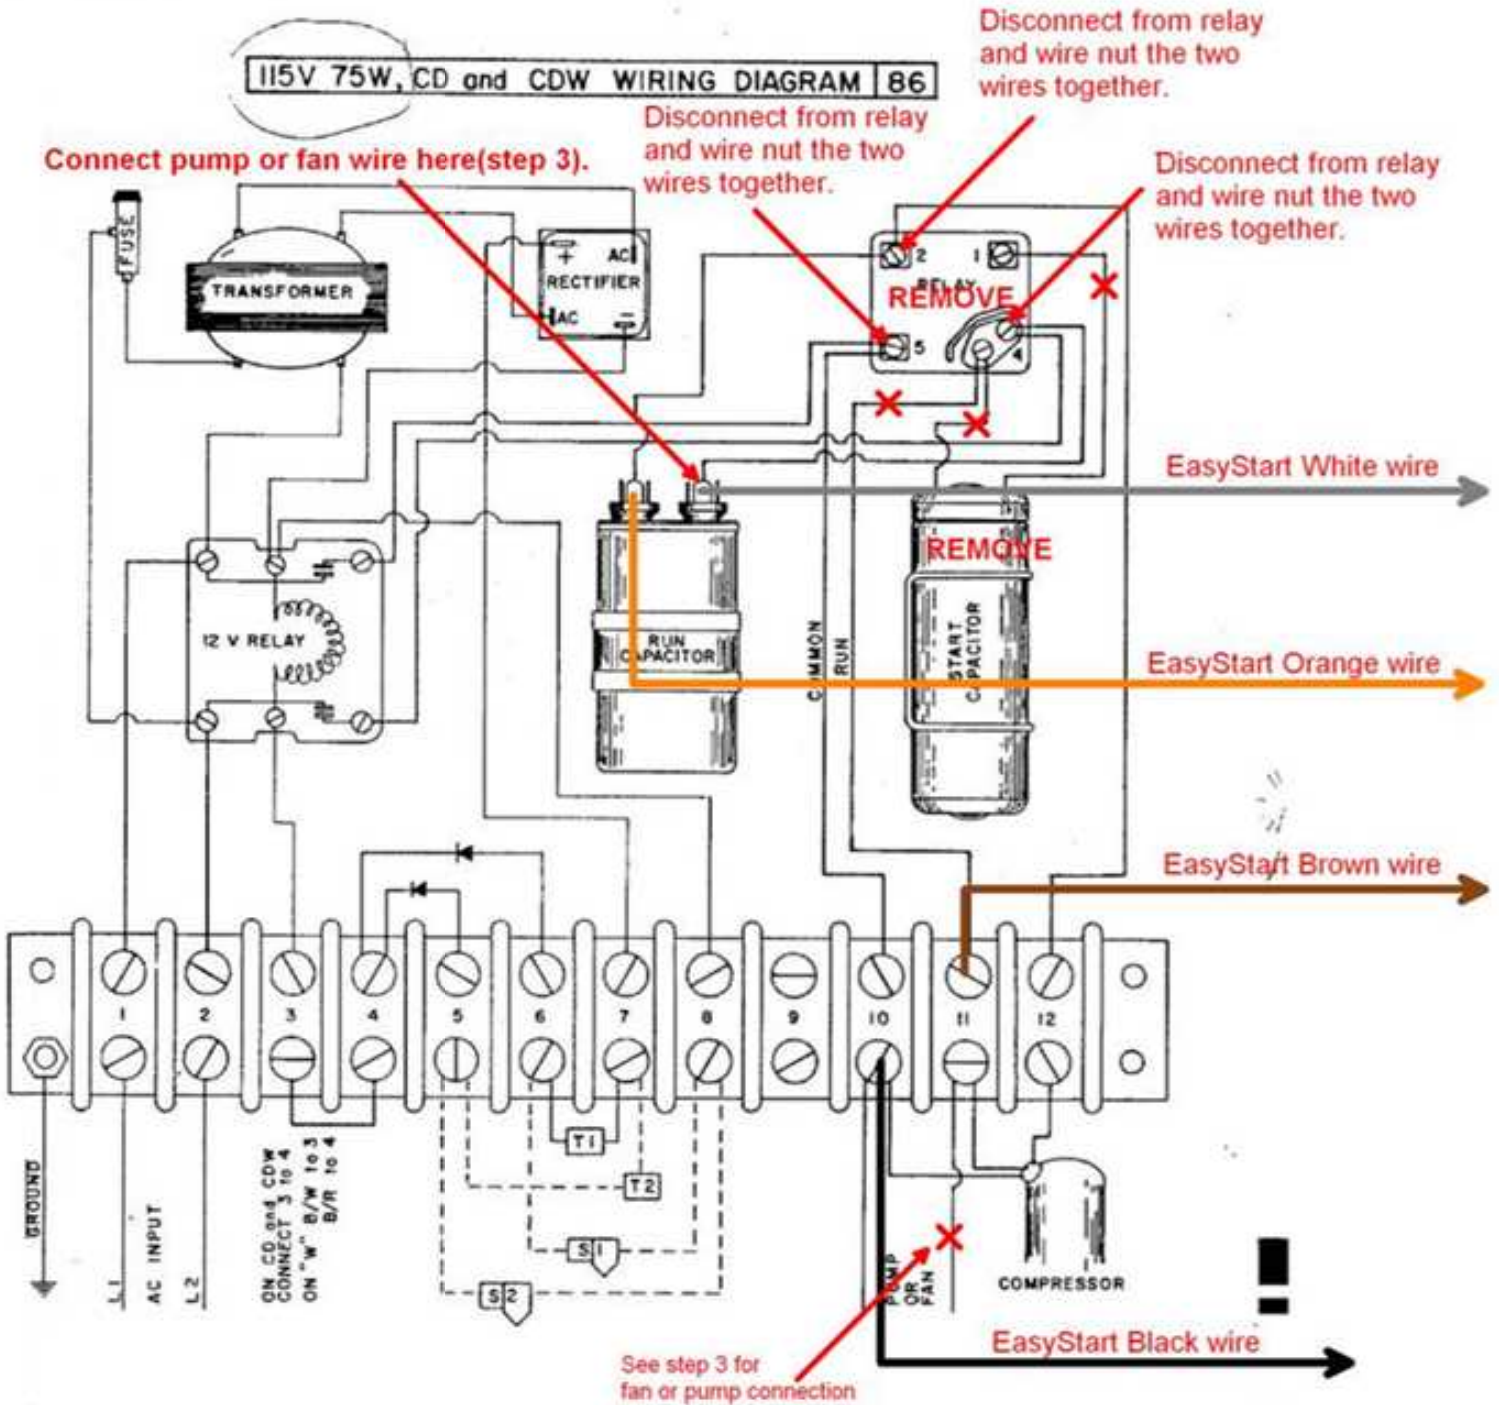 Disconnect from relay
and wire nut the two
wires together.
115V 75W, CD and CDW WIRING DIAGRAM 86
Disconnect from relay
and wire nut the two
wires together.
Connect pump or fan wire here(step 3).
Disconnect from relay
and wire nut the two
wires together.
FUSE
TRANSFORMER
+
AC
RECTIFIER
AC
–
2
1
RELAY
REMOVE
5
4
EasyStart White wire
REMOVE
12 V RELAY
RUN
CAPACITOR
COMMON
RUN
START
CAPACITOR
EasyStart Orange wire
EasyStart Brown wire
1 2 3 4 5 6 7 8 9 10 11 12
GROUND
L1
AC INPUT
L2
ON CD and CDW
CONNECT 3 to 4
ON "W" B/W to 3
B/R to 4
T1
T2
S1
S2
PUMP
OR
FAN
COMPRESSOR
EasyStart Black wire
See step 3 for
fan or pump connection